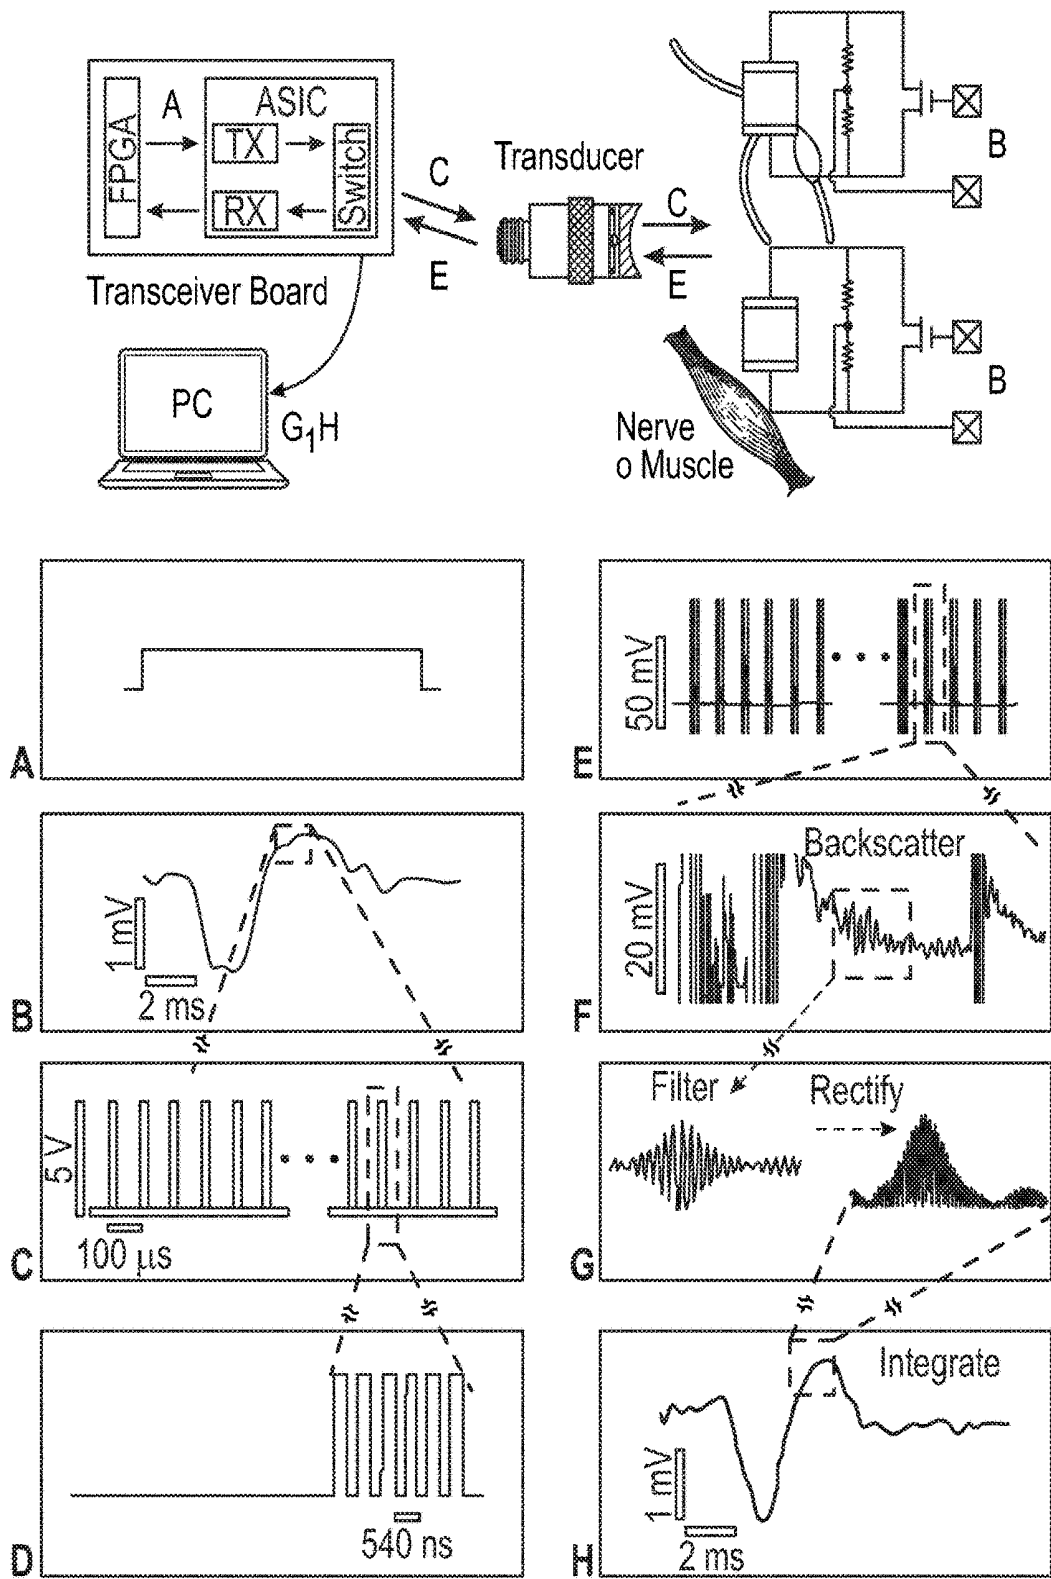 FPGA
A
ASIC
TX
RX
Switch
C
E
Transducer
C
E
B
B
Transceiver Board
PC
G1H
Nerve
o Muscle
A
50 mV
E
1 mV
2 ms
B
Backscatter
20 mV
F
5 V
100 µs
C
Filter
Rectify
G
540 ns
D
Integrate
1 mV
2 ms
H